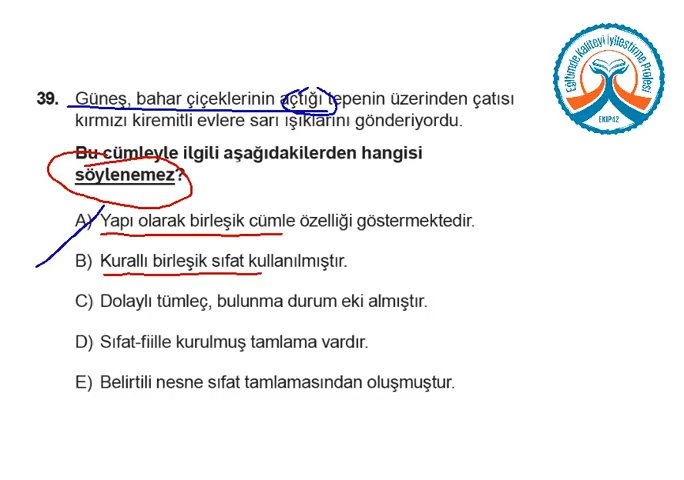 Eğitimde Kaliteyi İyileştirme Projesi
EKIP42
39. Güneş, bahar çiçeklerinin açtığı tepenin üzerinden çatısı
kırmızı kiremitli evlere sarı ışıklarını gönderiyordu.
Bu cümleyle ilgili aşağıdakilerden hangisi
söylenemez?
A) Yapı olarak birleşik cümle özelliği göstermektedir.
B) Kurallı birleşik sıfat kullanılmıştır.
C) Dolaylı tümleç, bulunma durum eki almıştır.
D) Sıfat-fiille kurulmuş tamlama vardır.
E) Belirtili nesne sıfat tamlamasından oluşmuştur.